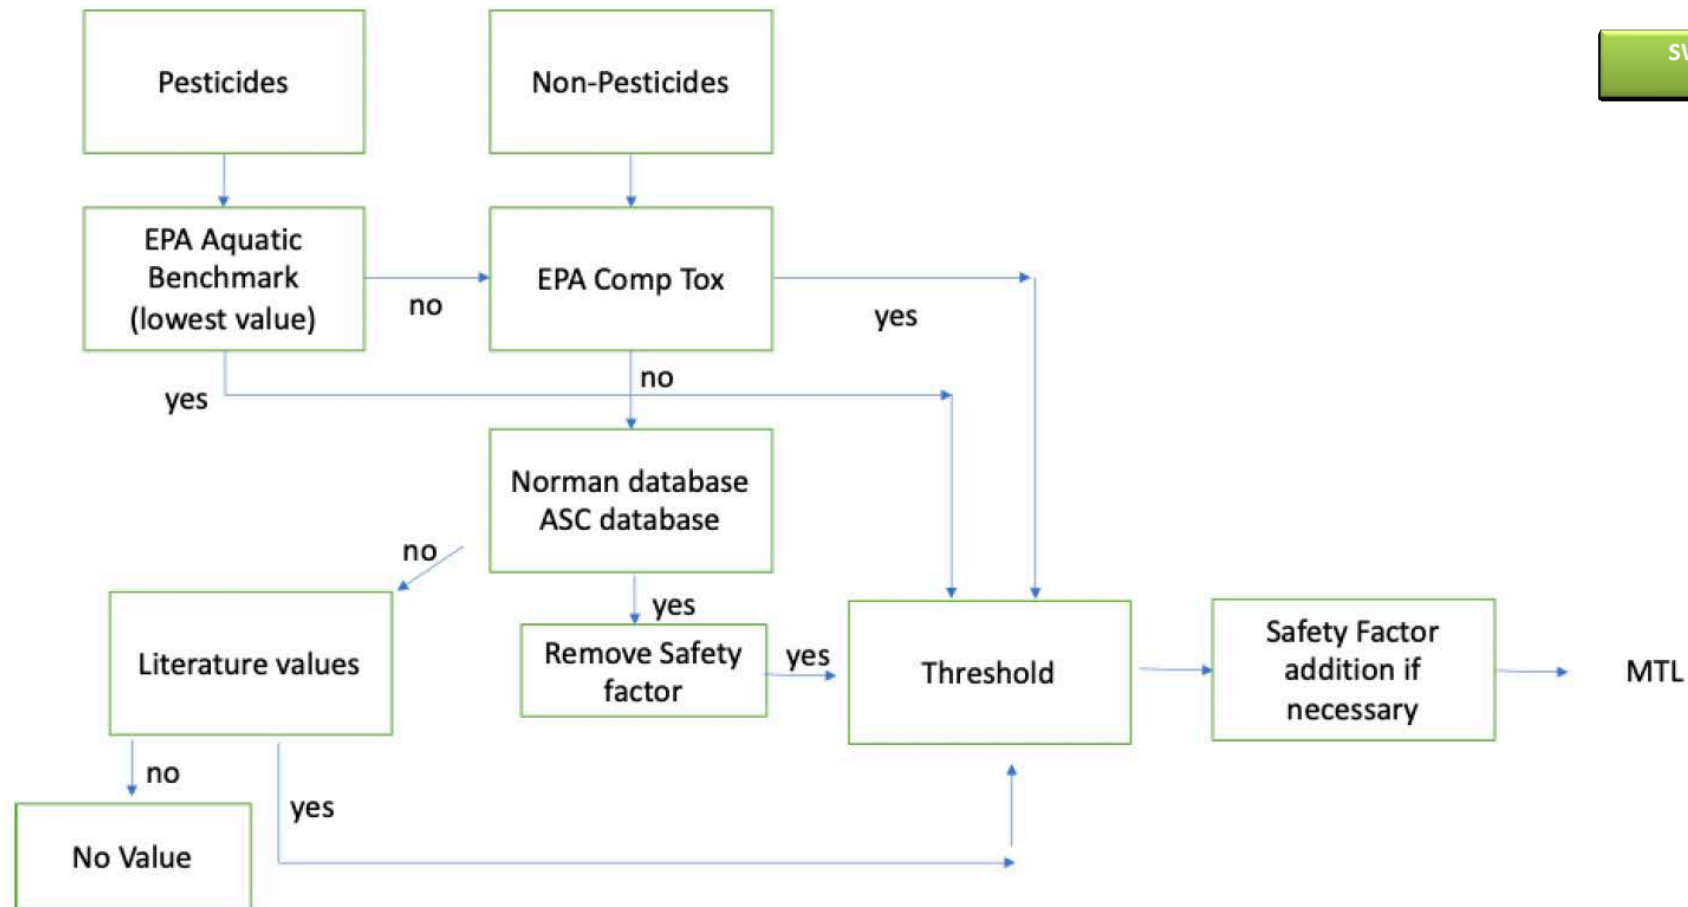 Pesticides
Non-Pesticides
SV
EPA Aquatic
Benchmark
(lowest value)
no
EPA Comp Tox
yes
yes
no
Norman database
ASC database
no
yes
Literature values
Remove Safety
factor
yes
Threshold
Safety Factor
addition if
necessary
MTL
no
yes
No Value